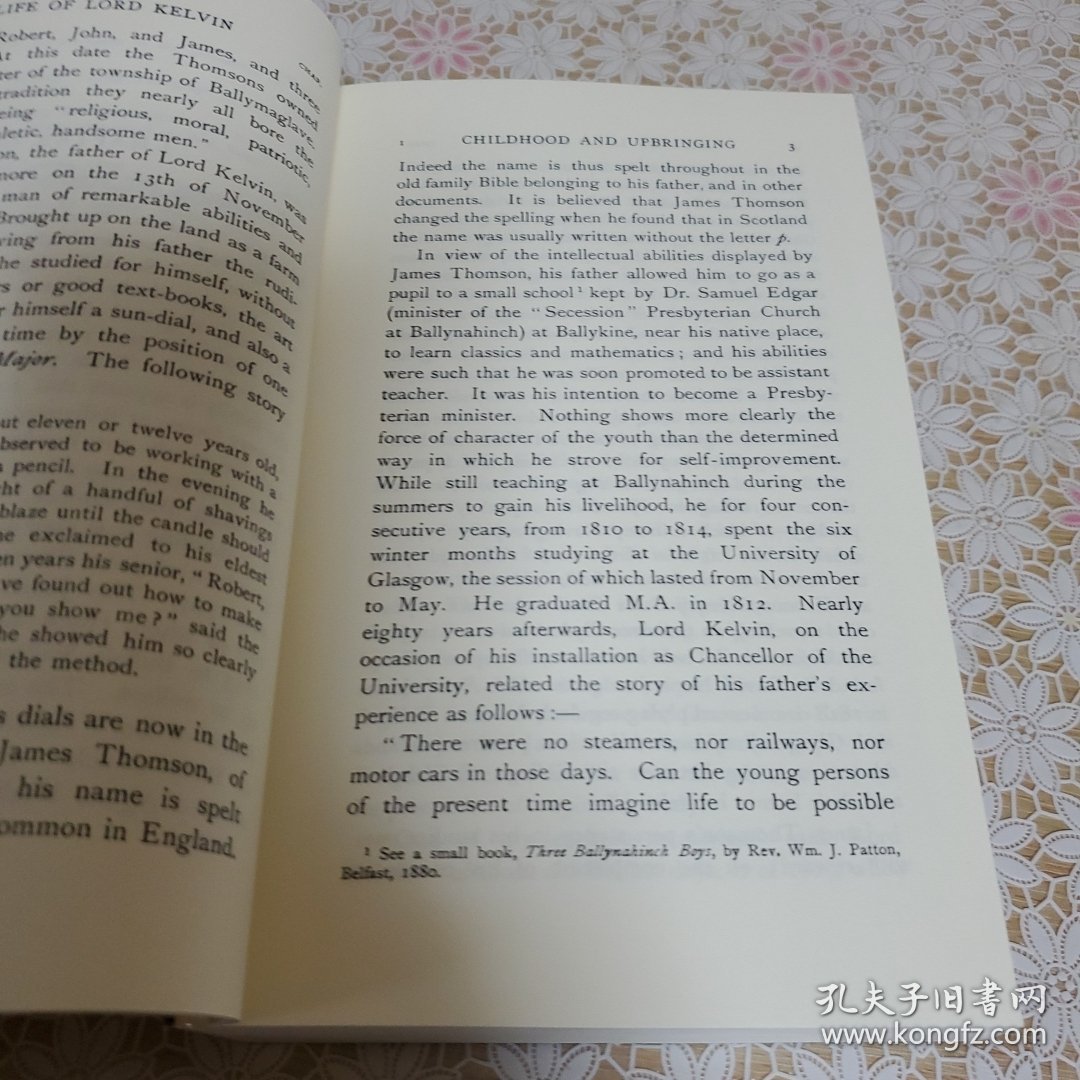 LIFE OF LORD KELVIN
CHAP.
Robert, John, and James, and three
At this date the Thomsons owned
ter of the township of Ballymaglave.
tradition they nearly all bore the
eing "religious, moral, patriotic,
letic, handsome men."
on, the father of Lord Kelvin, was
more on the 13th of November
man of remarkable abilities and
Brought up on the land as a farm
ving from his father the rudi-
he studied for himself, without
s or good text-books, the art
r himself a sun-dial, and also a
time by the position of one
Major. The following story
ut eleven or twelve years old,
bserved to be working with a
pencil. In the evening he
ht of a handful of shavings
blaze until the candle should
he exclaimed to his eldest
en years his senior, "Robert,
ve found out how to make
you show me?" said the
he showed him so clearly
the method.
s dials are now in the
James Thomson, of
his name is spelt
ommon in England.
1 CHILDHOOD AND UPBRINGING 3
Indeed the name is thus spelt throughout in the
old family Bible belonging to his father, and in other
documents. It is believed that James Thomson
changed the spelling when he found that in Scotland
the name was usually written without the letter p.
In view of the intellectual abilities displayed by
James Thomson, his father allowed him to go as a
pupil to a small school¹ kept by Dr. Samuel Edgar
(minister of the "Secession" Presbyterian Church
at Ballynahinch) at Ballykine, near his native place,
to learn classics and mathematics; and his abilities
were such that he was soon promoted to be assistant
teacher. It was his intention to become a Presby-
terian minister. Nothing shows more clearly the
force of character of the youth than the determined
way in which he strove for self-improvement.
While still teaching at Ballynahinch during the
summers to gain his livelihood, he for four con-
secutive years, from 1810 to 1814, spent the six
winter months studying at the University of
Glasgow, the session of which lasted from November
to May. He graduated M.A. in 1812. Nearly
eighty years afterwards, Lord Kelvin, on the
occasion of his installation as Chancellor of the
University, related the story of his father's ex-
perience as follows:—
"There were no steamers, nor railways, nor
motor cars in those days. Can the young persons
of the present time imagine life to be possible
¹ See a small book, Three Ballynahinch Boys, by Rev. Wm. J. Patton,
Belfast, 1880.
孔夫子旧书网
www.kongfz.com